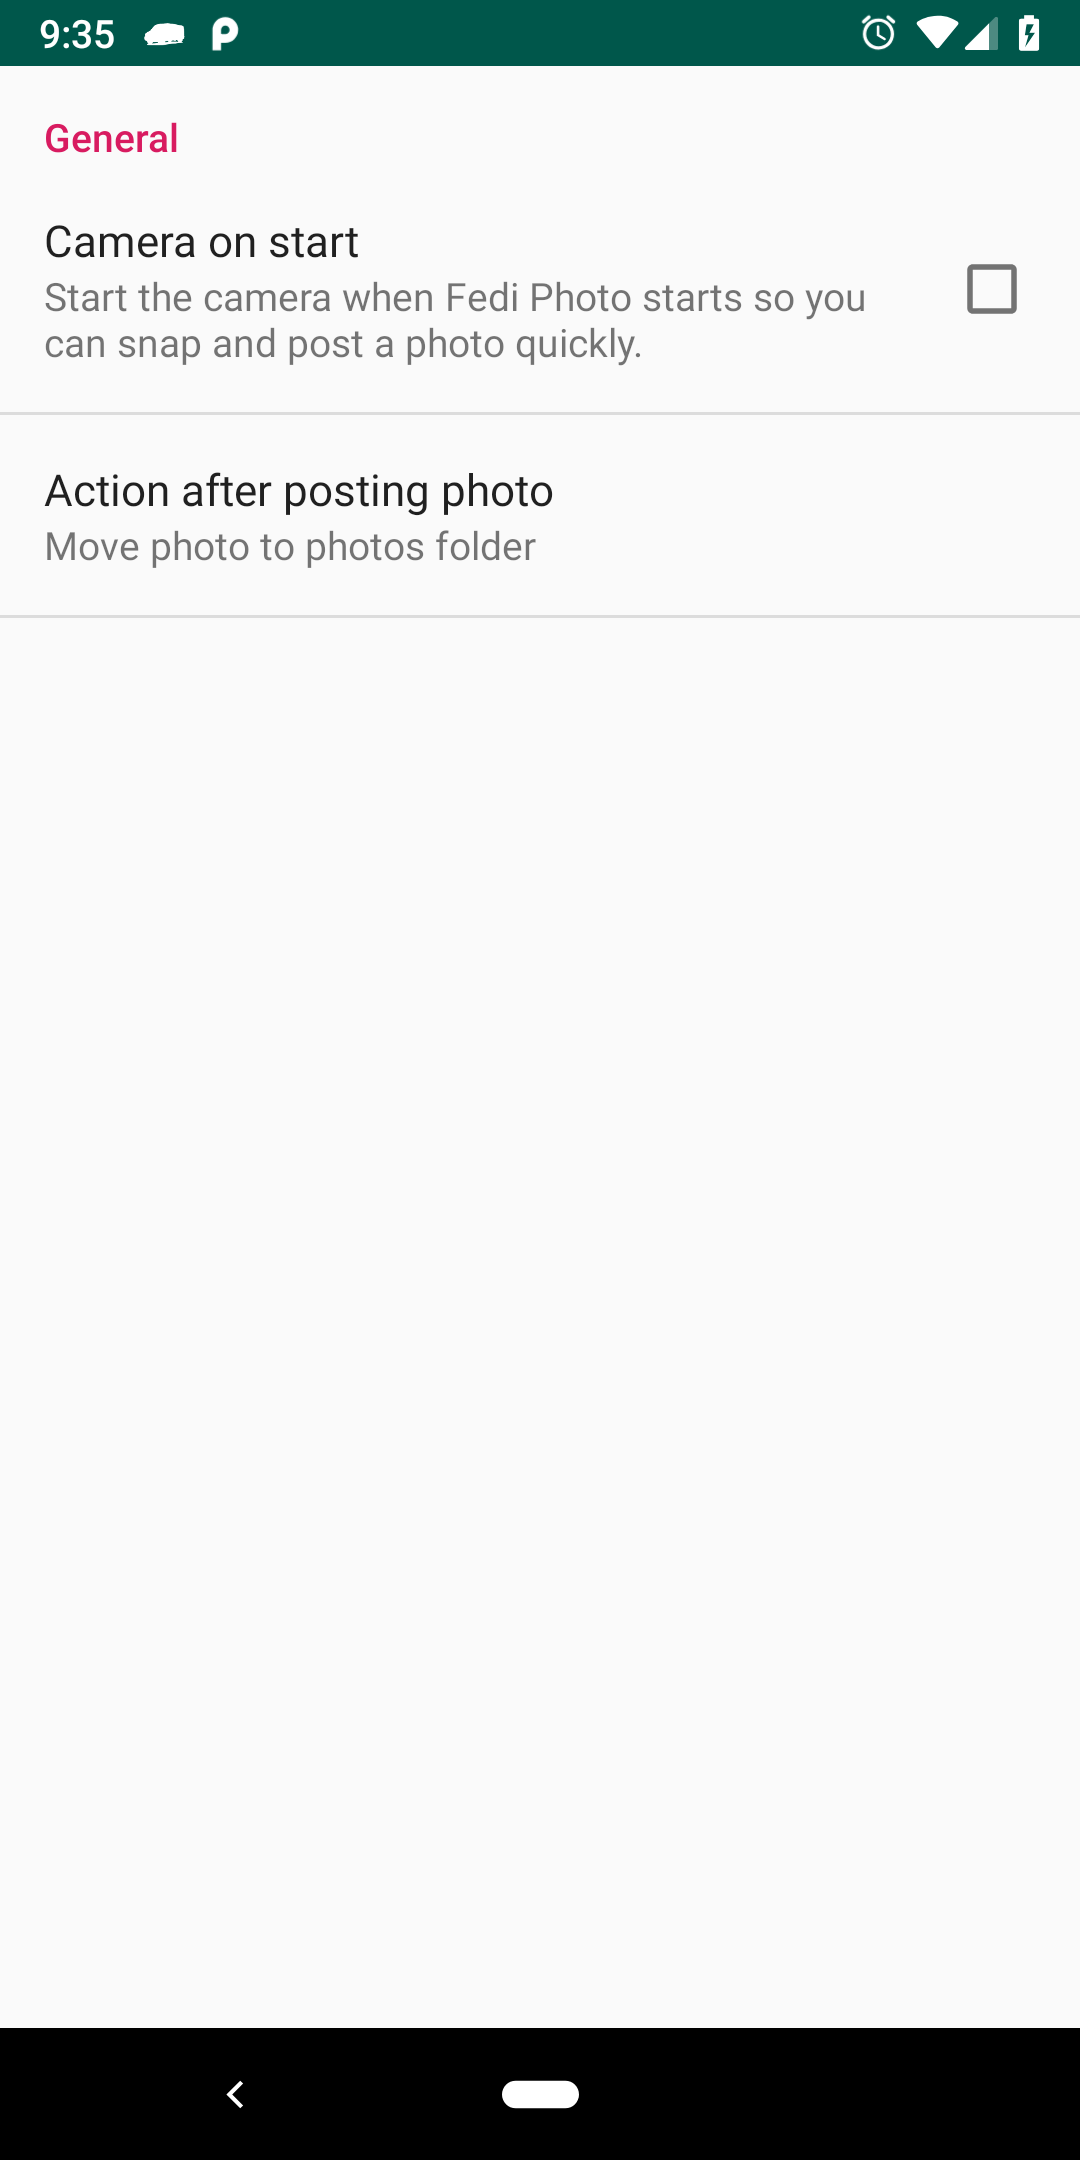 9:35
General
Camera on start
Start the camera when Fedi Photo starts so you
can snap and post a photo quickly.
Action after posting photo
Move photo to photos folder